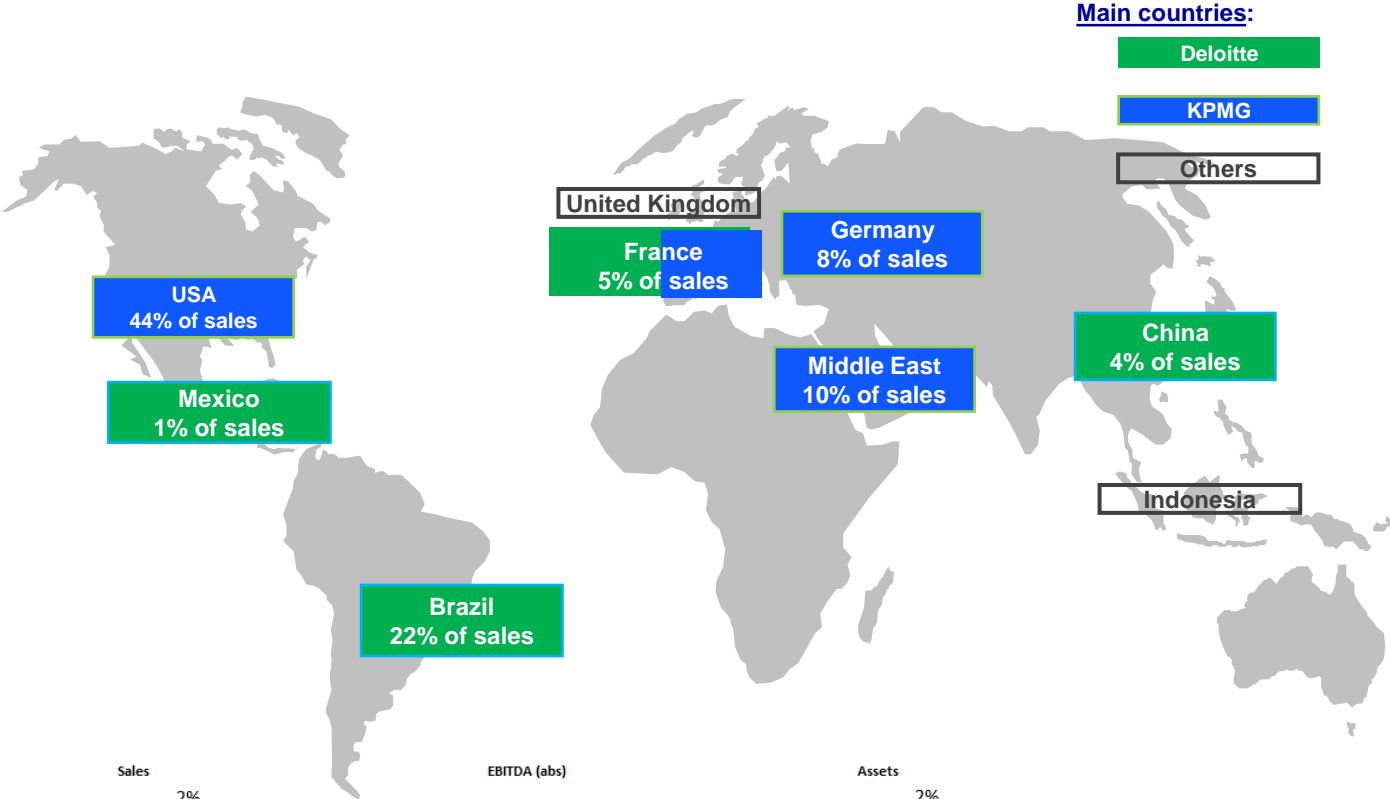 Main countries:
Deloitte
KPMG
Others
United Kingdom
France
5% of sales
Germany
8% of sales
USA
44% of sales
China
4% of sales
Middle East
10% of sales
Mexico
1% of sales
Indonesia
Brazil
22% of sales
Sales
EBITDA (abs)
Assets
2%
2%